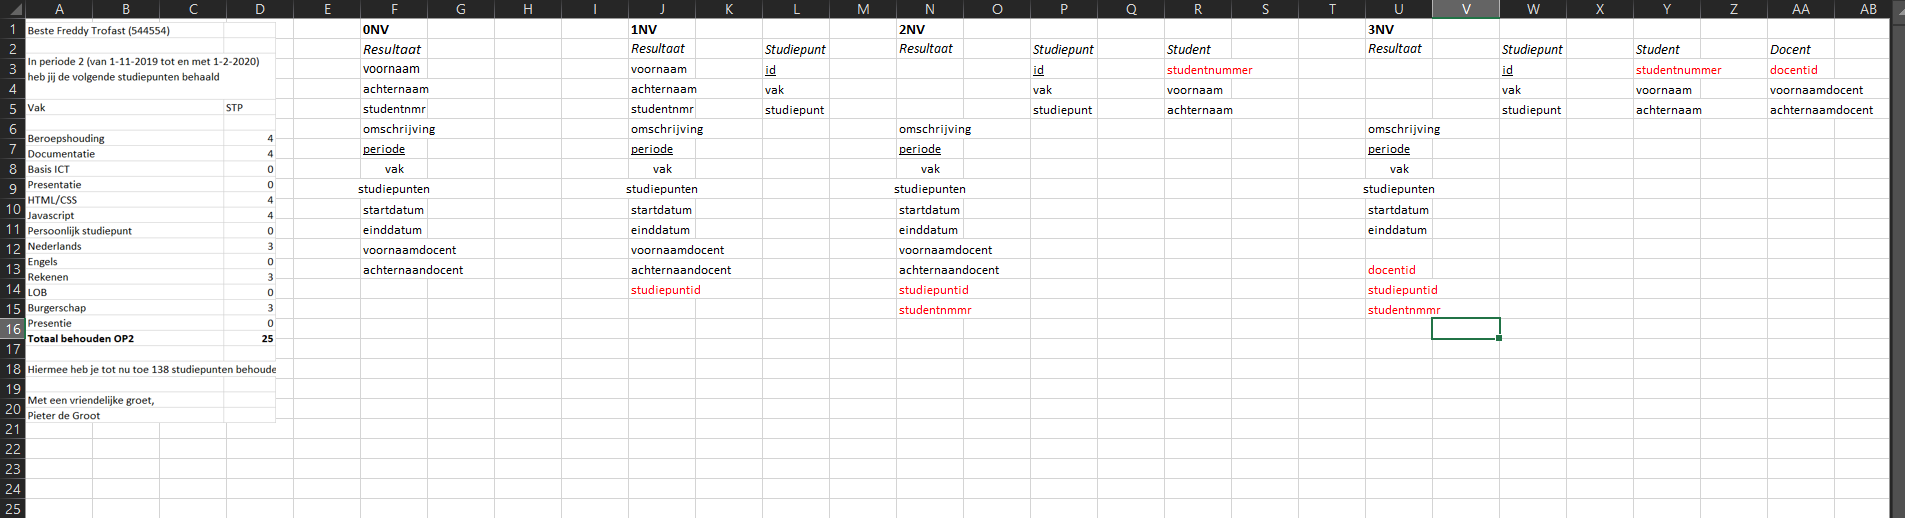 A B C D E F G H I J K L M N O P Q R S T U V W X Y Z AA AB
1 Beste Freddy Trofast (544554) 0NV 1NV 2NV 3NV
2 Resultaat Resultaat Studiepunt Resultaat Studiepunt Student Resultaat Studiepunt Student Docent
3 In periode 2 (van 1-11-2019 tot en met 1-2-2020) voornaam voornaam id id studentnummer id studentnummer docentid
heb jij de volgende studiepunten behaald
4 achternaam achternaam vak vak voornaam vak voornaam voornaamdocent
5 Vak STP studentnmr studentnmr studiepunt studiepunt achternaam studiepunt achternaam achternaamdocent
6 omschrijving omschrijving omschrijving omschrijving
Beroepshouding 4
7 periode periode periode periode
Documentatie 4
8 Basis ICT 0 vak vak vak vak
9 Presentatie 0 studiepunten studiepunten studiepunten studiepunten
HTML/CSS 4
10 Javascript 4 startdatum startdatum startdatum startdatum
11 Persoonlijk studiepunt 0 einddatum einddatum einddatum einddatum
12 Nederlands 3 voornaamdocent voornaamdocent voornaamdocent
Engels 0
13 Rekenen 3 achternaandocent achternaandocent achternaandocent docentid
14 LOB 0 studiepuntid studiepuntid studiepuntid
15 Burgerschap 3 studentnmmr studentnmmr
16 Presentie 0
17 Totaal behouden OP2 25
18 Hiermee heb je tot nu toe 138 studiepunten behoude
19
20 Met een vriendelijke groet,
Pieter de Groot
21
22
23
24
25